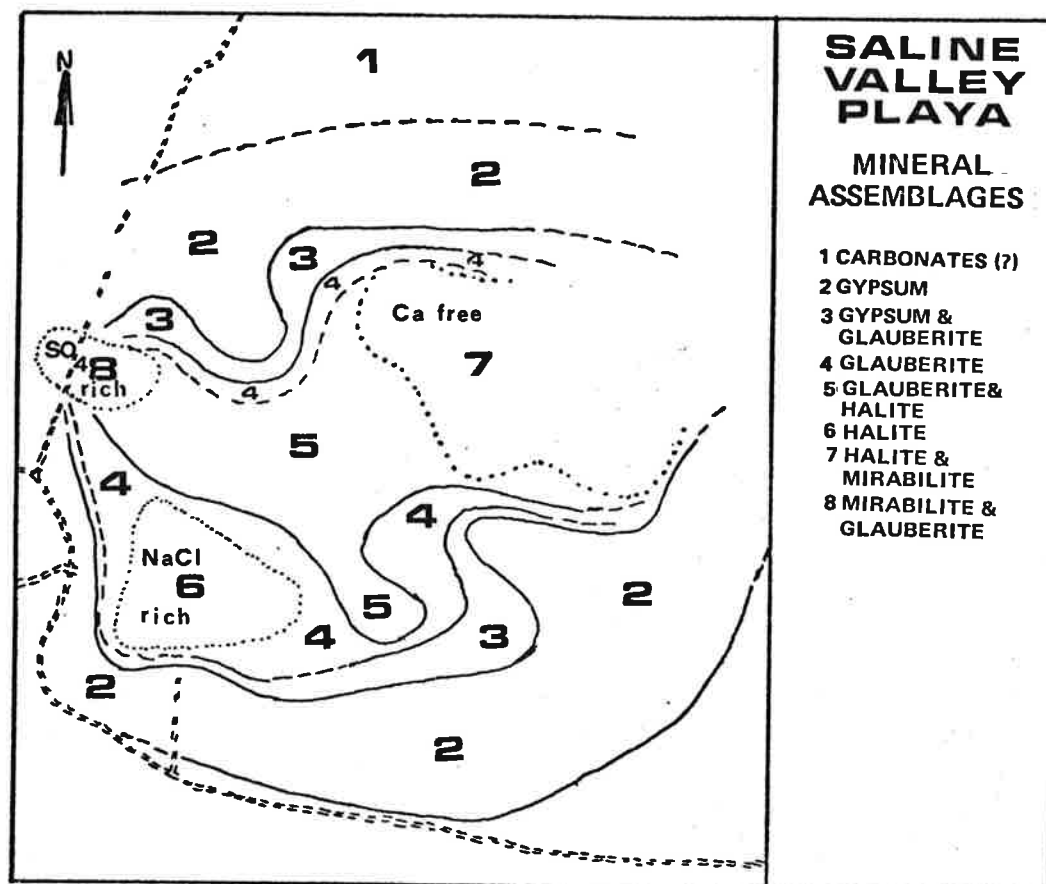 N
1
2
2
3
3
4
4
4
SO4
8
rich
Ca free
7
5
4
4
NaCl
6
rich
5
4
3
2
2
2
SALINE
VALLEY
PLAYA
MINERAL
ASSEMBLAGES
1 CARBONATES (?)
2 GYPSUM
3 GYPSUM &
GLAUBERITE
4 GLAUBERITE
5 GLAUBERITE&
HALITE
6 HALITE
7 HALITE &
MIRABILITE
8 MIRABILITE &
GLAUBERITE